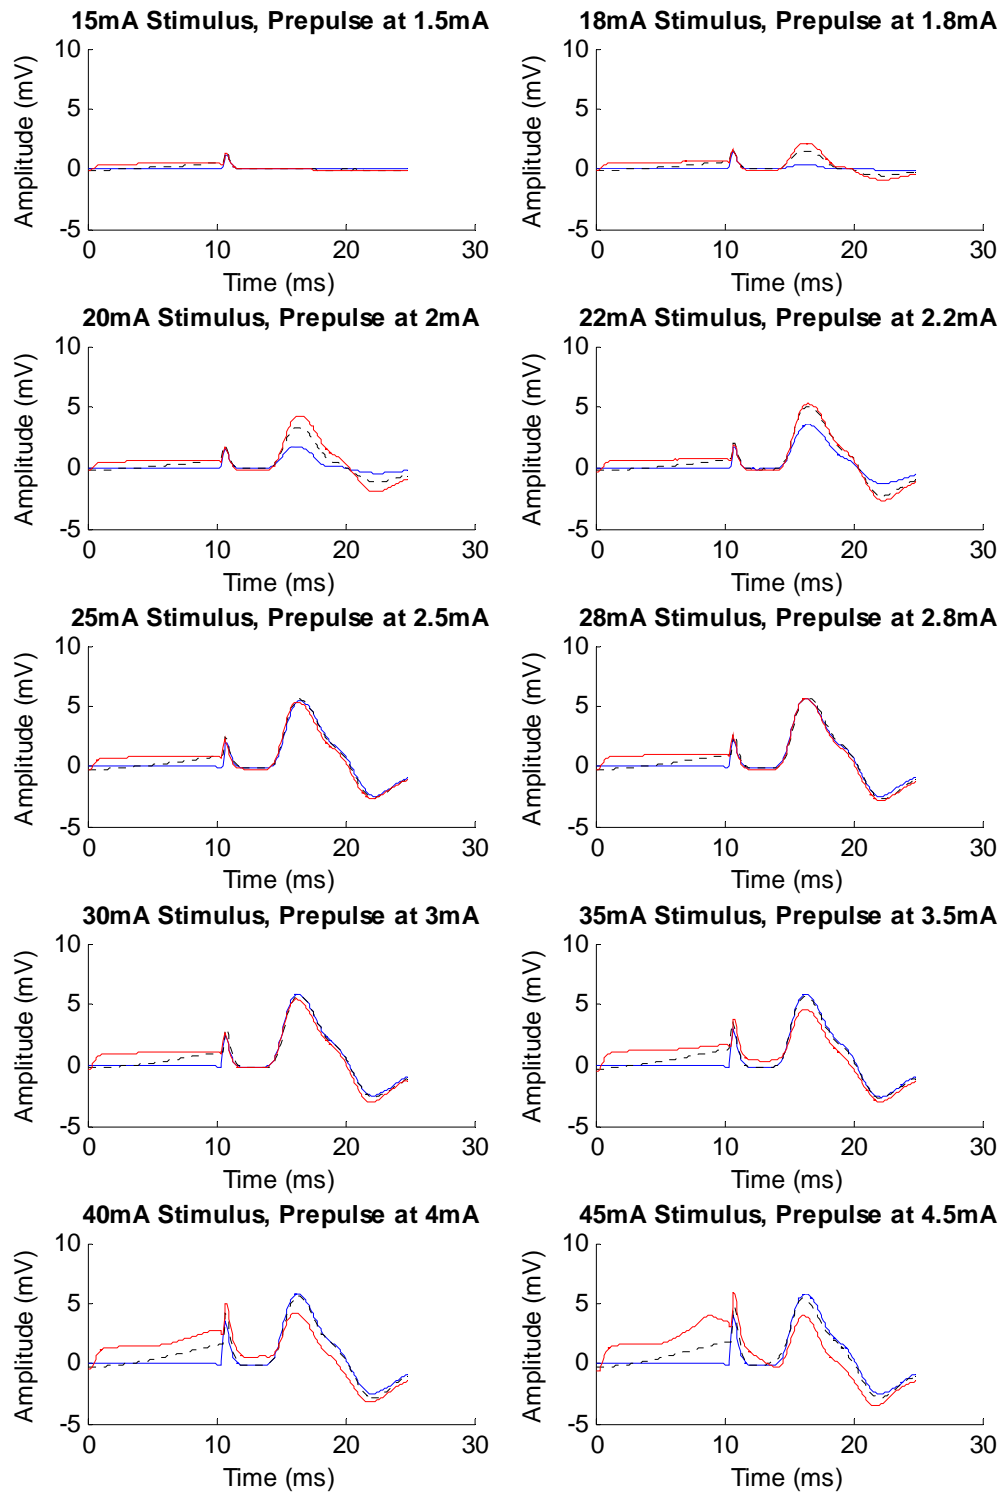 15mA Stimulus, Prepulse at 1.5mA
10
5
0
-5
Amplitude (mV)
0 10 20 30
Time (ms)
18mA Stimulus, Prepulse at 1.8mA
10
5
0
-5
Amplitude (mV)
0 10 20 30
Time (ms)
20mA Stimulus, Prepulse at 2mA
10
5
0
-5
Amplitude (mV)
0 10 20 30
Time (ms)
22mA Stimulus, Prepulse at 2.2mA
10
5
0
-5
Amplitude (mV)
0 10 20 30
Time (ms)
25mA Stimulus, Prepulse at 2.5mA
10
5
0
-5
Amplitude (mV)
0 10 20 30
Time (ms)
28mA Stimulus, Prepulse at 2.8mA
10
5
0
-5
Amplitude (mV)
0 10 20 30
Time (ms)
30mA Stimulus, Prepulse at 3mA
10
5
0
-5
Amplitude (mV)
0 10 20 30
Time (ms)
35mA Stimulus, Prepulse at 3.5mA
10
5
0
-5
Amplitude (mV)
0 10 20 30
Time (ms)
40mA Stimulus, Prepulse at 4mA
10
5
0
-5
Amplitude (mV)
0 10 20 30
Time (ms)
45mA Stimulus, Prepulse at 4.5mA
10
5
0
-5
Amplitude (mV)
0 10 20 30
Time (ms)